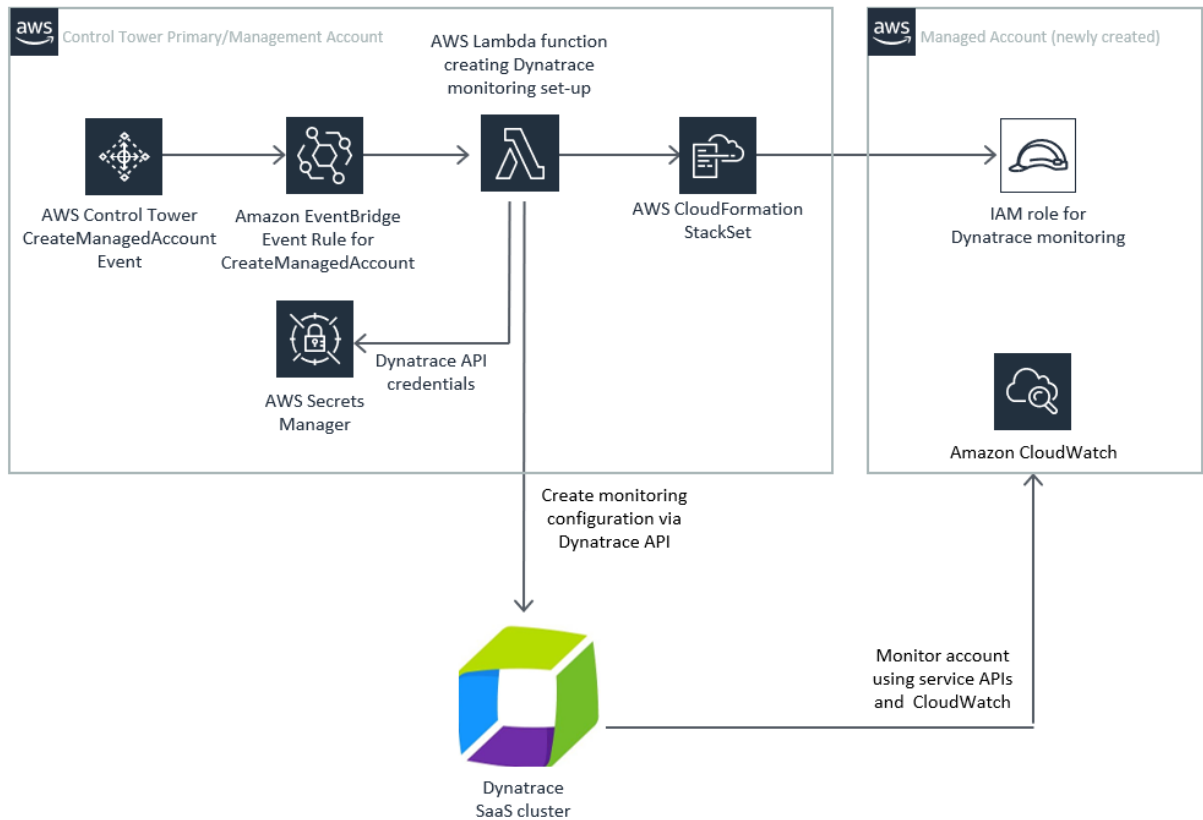 aws
Control Tower Primary/Management Account
AWS Lambda function
creating Dynatrace
monitoring set-up
aws
Managed Account (newly created)
AWS Control Tower
CreateManagedAccount
Event
Amazon EventBridge
Event Rule for
CreateManagedAccount
AWS CloudFormation
StackSet
IAM role for
Dynatrace monitoring
Dynatrace API
credentials
AWS Secrets
Manager
Amazon CloudWatch
Create monitoring
configuration via
Dynatrace API
Monitor account
using service APIs
and CloudWatch
Dynatrace
SaaS cluster